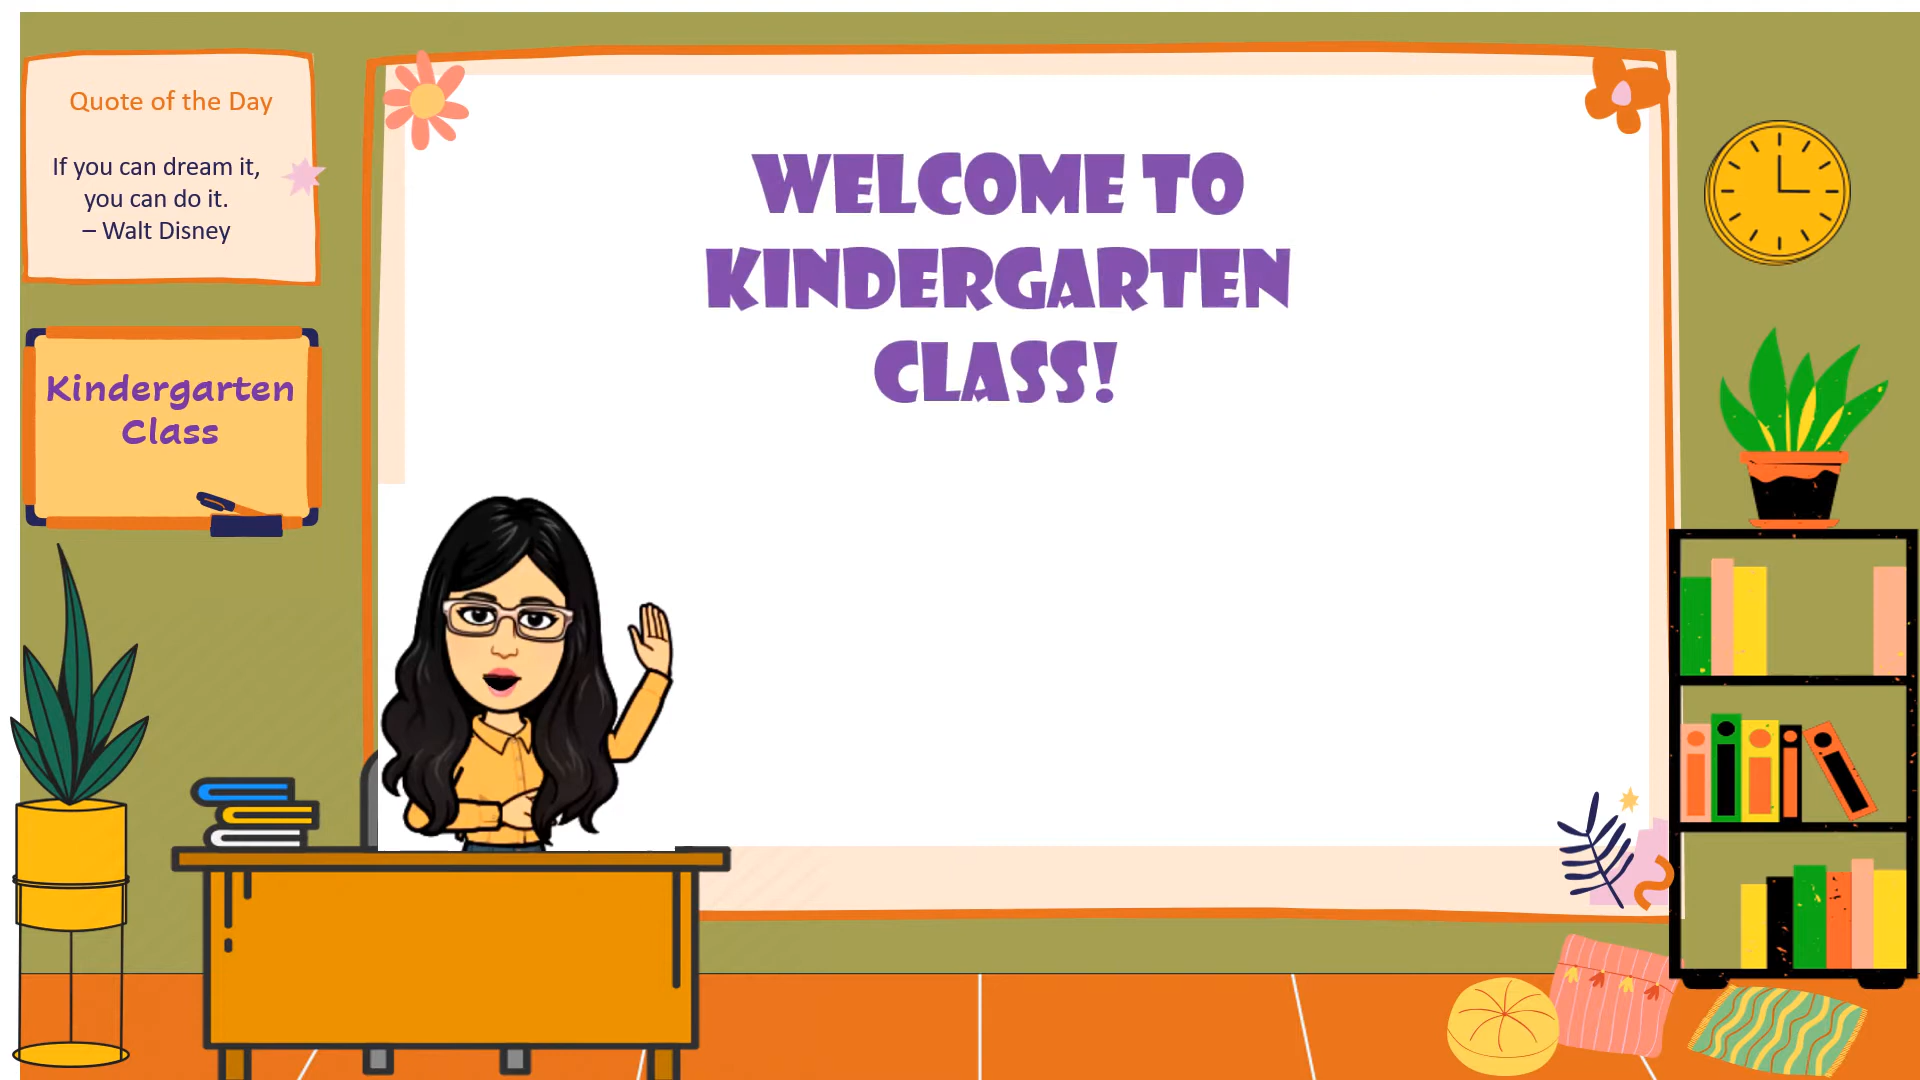 Quote of the Day
If you can dream it,
you can do it.
– Walt Disney
Kindergarten
Class
WELCOME TO
KINDERGARTEN
CLASS!